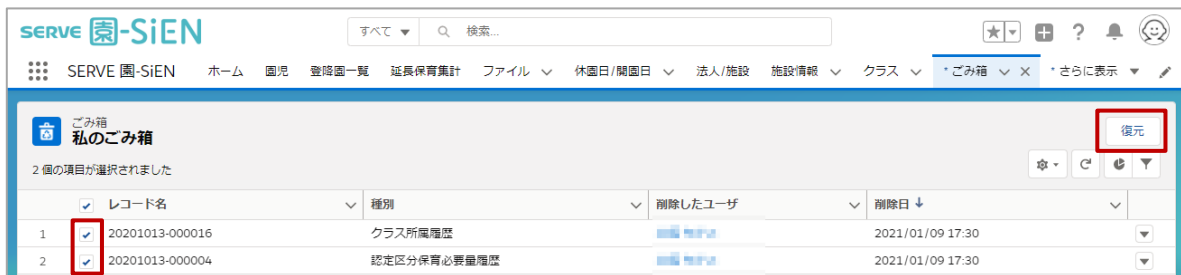 SERVE 園-SiEN
すべて 検索...
SERVE 園-SiEN ホーム 園児 登降園一覧 延長保育集計 ファイル 休園日/開園日 法人/施設 施設情報 クラス * ごみ箱 * さらに表示
ごみ箱
私のごみ箱
復元
2 個の項目が選択されました
レコード名 種別 削除したユーザ 削除日
1 20201013-000016 クラス所属履歴 2021/01/09 17:30
2 20201013-000004 認定区分保育必要量履歴 2021/01/09 17:30